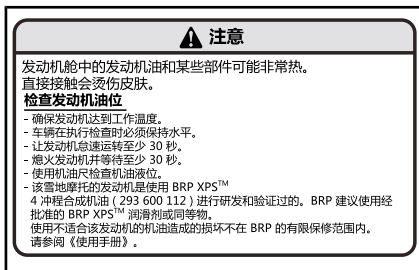 注意
发动机舱中的发动机油和某些部件可能非常热。
直接接触会烫伤皮肤。
检查发动机油位
- 确保发动机达到工作温度。
- 车辆在执行检查时必须保持水平。
- 让发动机怠速运转至少 30 秒。
- 熄火发动机并等待至少 30 秒。
- 使用机油尺检查机油液位。
- 该雪地摩托的发动机是使用 BRP XPS™
4 冲程合成机油 ( 293 600 112 ) 进行研发和验证过的。BRP 建议使用经
批准的 BRP XPS™ 润滑剂或同等物。
使用不适合该发动机的机油造成的损坏不在 BRP 的有限保修范围内。
请参阅《使用手册》。